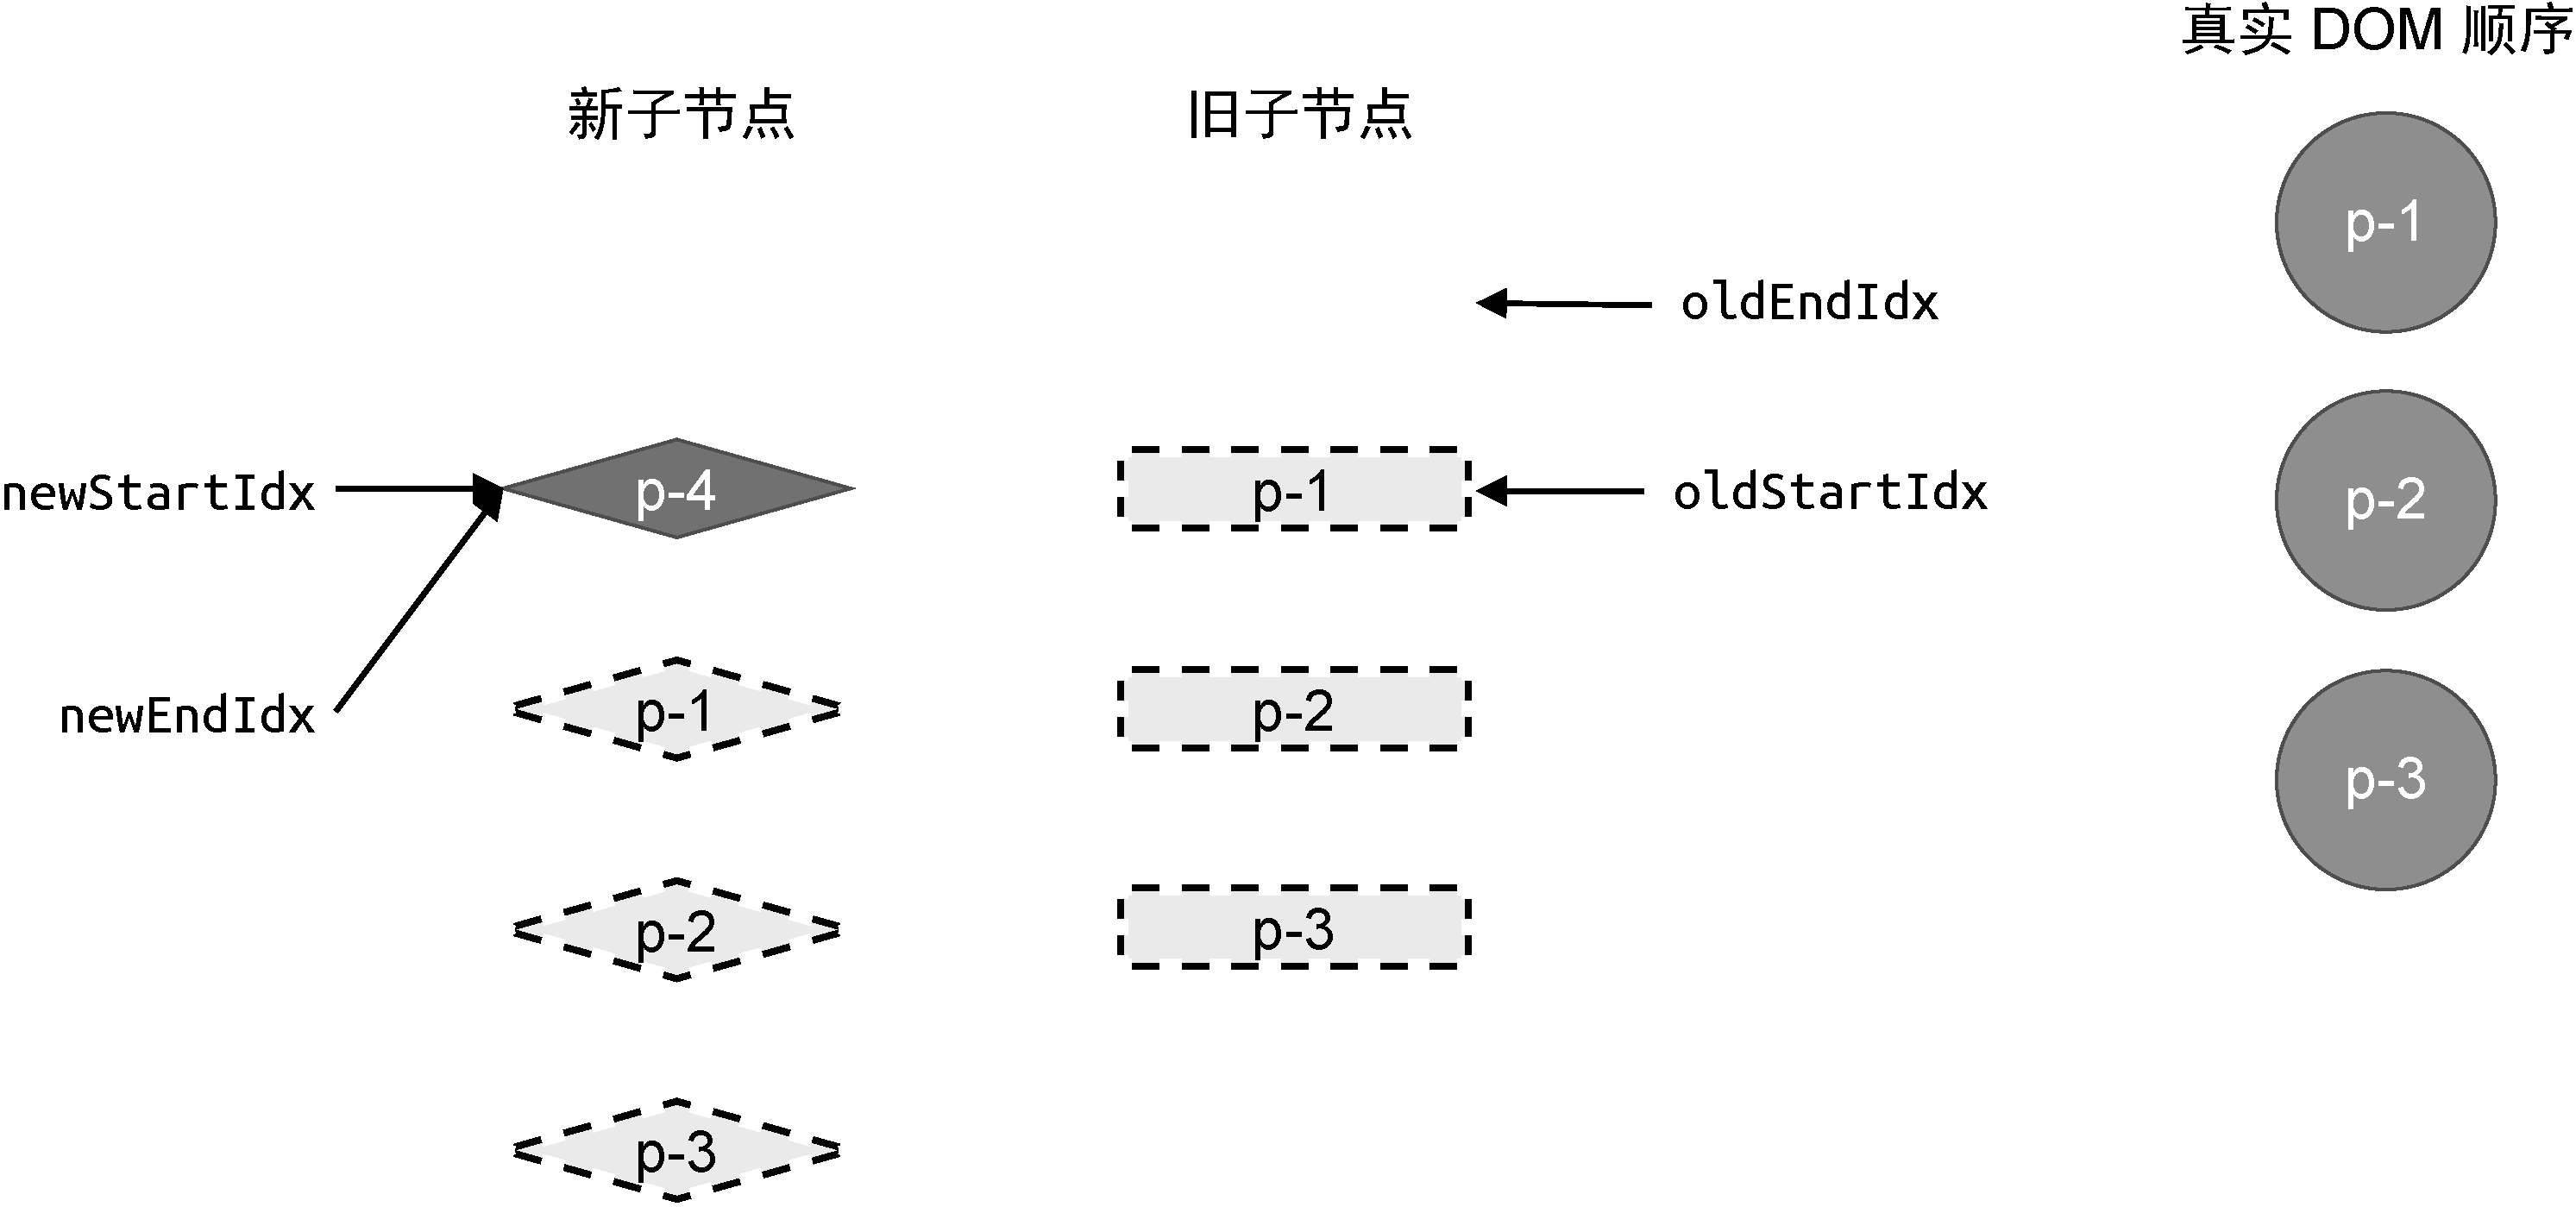 真实 DOM 顺序
新子节点
旧子节点
p-1
oldEndIdx
newStartIdx
p-4
p-1
oldStartIdx
p-2
newEndIdx
p-1
p-2
p-3
p-2
p-3
p-3